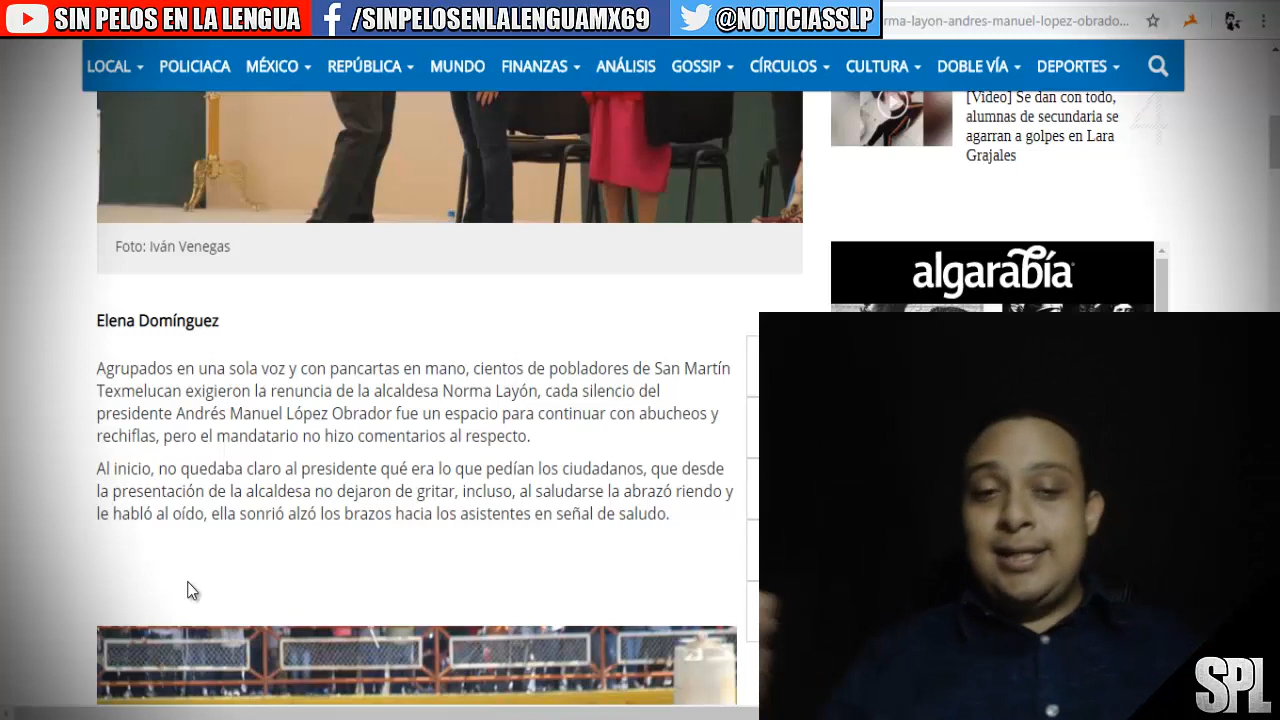 SIN PELOS EN LA LENGUA
/SINPELOSENLALENGUAMX69
@NOTICIASSLP
rma-layon-andres-manuel-lopez-obrado...
LOCAL POLICIACA MÉXICO REPÚBLICA MUNDO FINANZAS ANÁLISIS GOSSIP CÍRCULOS CULTURA DOBLE VÍA DEPORTES
[Video] Se dan con todo,
alumnas de secundaria se
agarran a golpes en Lara
Grajales
Foto: Iván Venegas
algarabía
Elena Domínguez
Agrupados en una sola voz y con pancartas en mano, cientos de pobladores de San Martín
Texmelucan exigieron la renuncia de la alcaldesa Norma Layón, cada silencio del
presidente Andrés Manuel López Obrador fue un espacio para continuar con abucheos y
rechiflas, pero el mandatario no hizo comentarios al respecto.
Al inicio, no quedaba claro al presidente qué era lo que pedían los ciudadanos, que desde
la presentación de la alcaldesa no dejaron de gritar, incluso, al saludarse la abrazó riendo y
le habló al oído, ella sonrió alzó los brazos hacia los asistentes en señal de saludo.
SPL